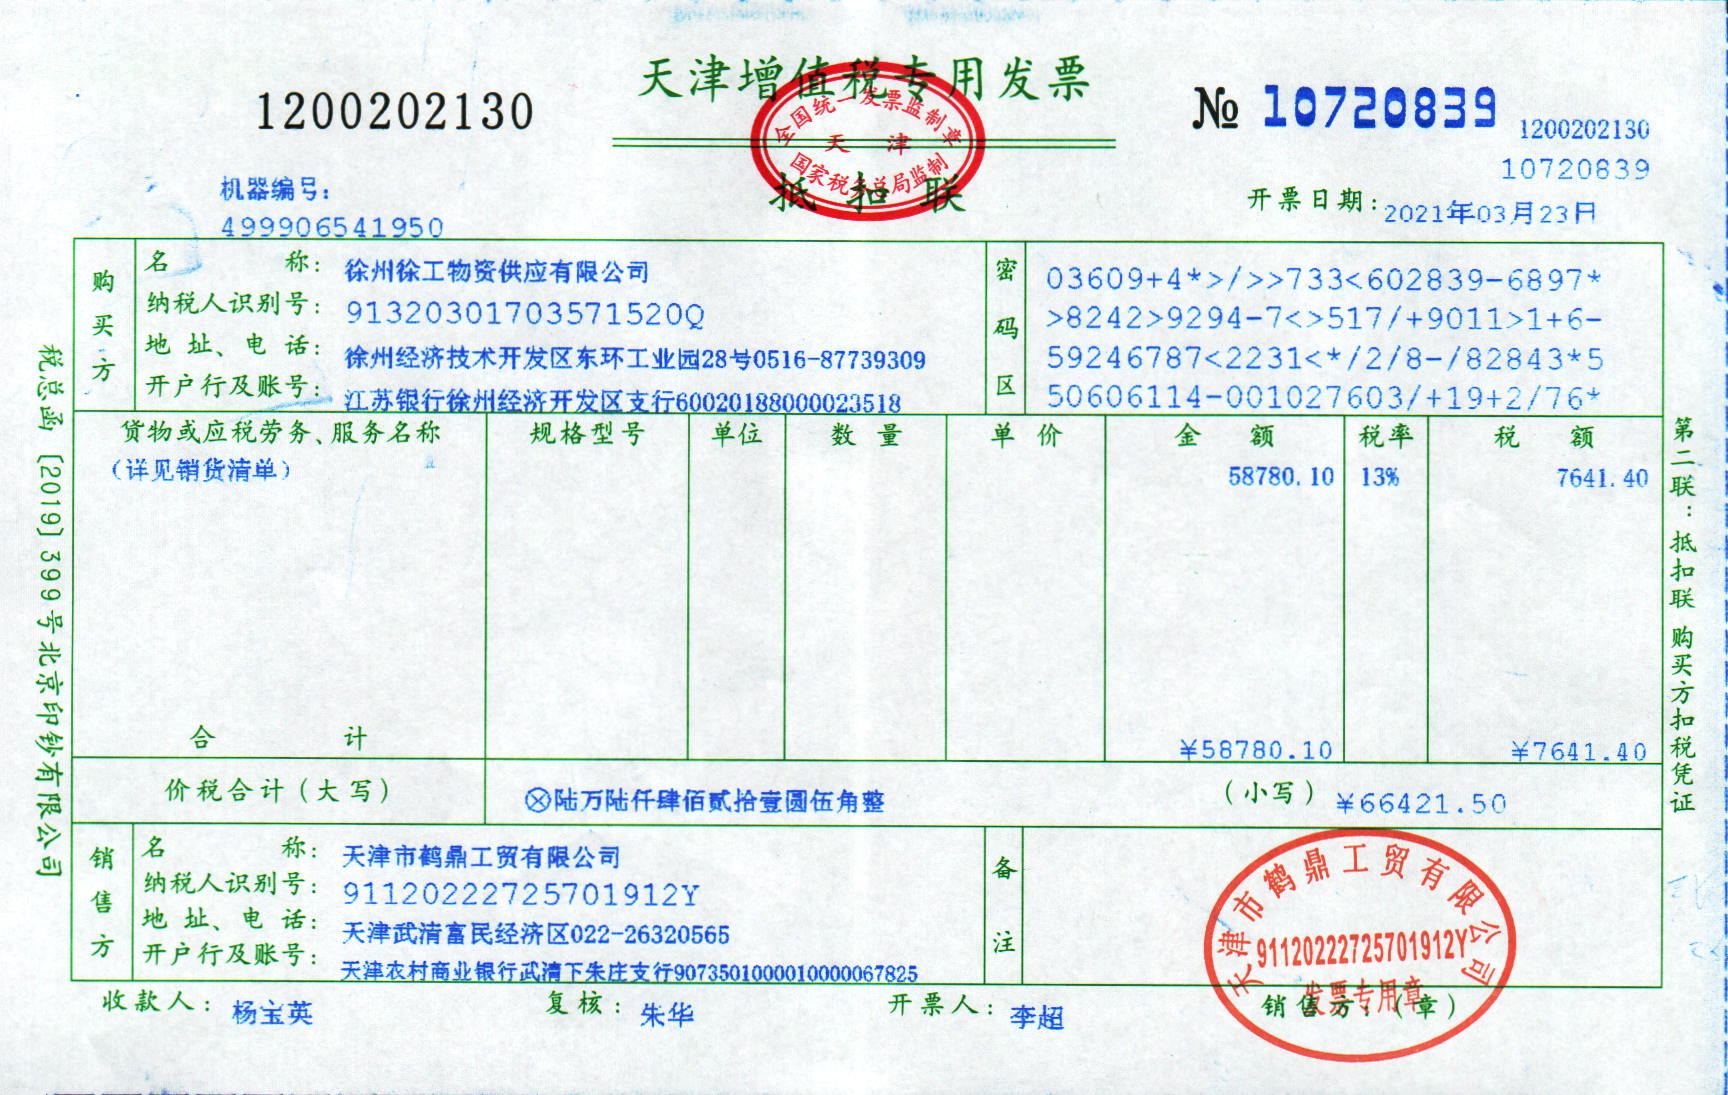 天津增值税专用发票
1200202130
№ 10720839
1200202130
10720839
全国统一发票监制章
天 津
国家税务总局监制
抵 扣 联
机器编号：
499906541950
开票日期：2021年03月23日
购买方
名 称：徐州徐工物资供应有限公司
纳税人识别号：91320301703571520Q
地 址、电 话：徐州经济技术开发区东环工业园28号0516-87739309
开户行及账号：江苏银行徐州经济开发区支行60020188000023518
密码区
03609+4*>/>>733<602839-6897*
>8242>9294-7<>517/+9011>1+6-
59246787<2231<*/2/8-/82843*5
50606114-001027603/+19+2/76*
货物或应税劳务、服务名称 规格型号 单位 数 量 单 价 金 额 税率 税 额
（详见销货清单） 58780.10 13% 7641.40
合 计 ¥58780.10 ¥7641.40
价税合计（大写） ⊗陆万陆仟肆佰贰拾壹圆伍角整 （小写）¥66421.50
销售方
名 称：天津市鹤鼎工贸有限公司
纳税人识别号：91120222725701912Y
地 址、电 话：天津武清富民经济区022-26320565
开户行及账号：天津农村商业银行武清下朱庄支行9073501000010000067825
备注
收款人：杨宝英 复核：朱华 开票人：李超 销售方：（章）
天津市鹤鼎工贸有限公司
91120222725701912Y
发票专用章
税总函〔2019〕399号北京印钞有限公司
第二联：抵扣联 购买方扣税凭证